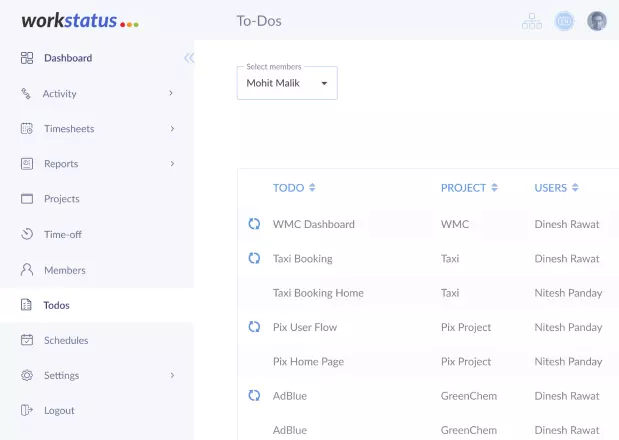 workstatus
To-Dos
Dashboard
Activity
Timesheets
Reports
Projects
Time-off
Members
Todos
Schedules
Settings
Logout
Select members
Mohit Malik
TODO PROJECT USERS
WMC Dashboard WMC Dinesh Rawat
Taxi Booking Taxi Dinesh Rawat
Taxi Booking Home Taxi Nitesh Panday
Pix User Flow Pix Project Nitesh Panday
Pix Home Page Pix Project Nitesh Panday
AdBlue GreenChem Dinesh Rawat
AdBlue GreenChem Dinesh Rawat